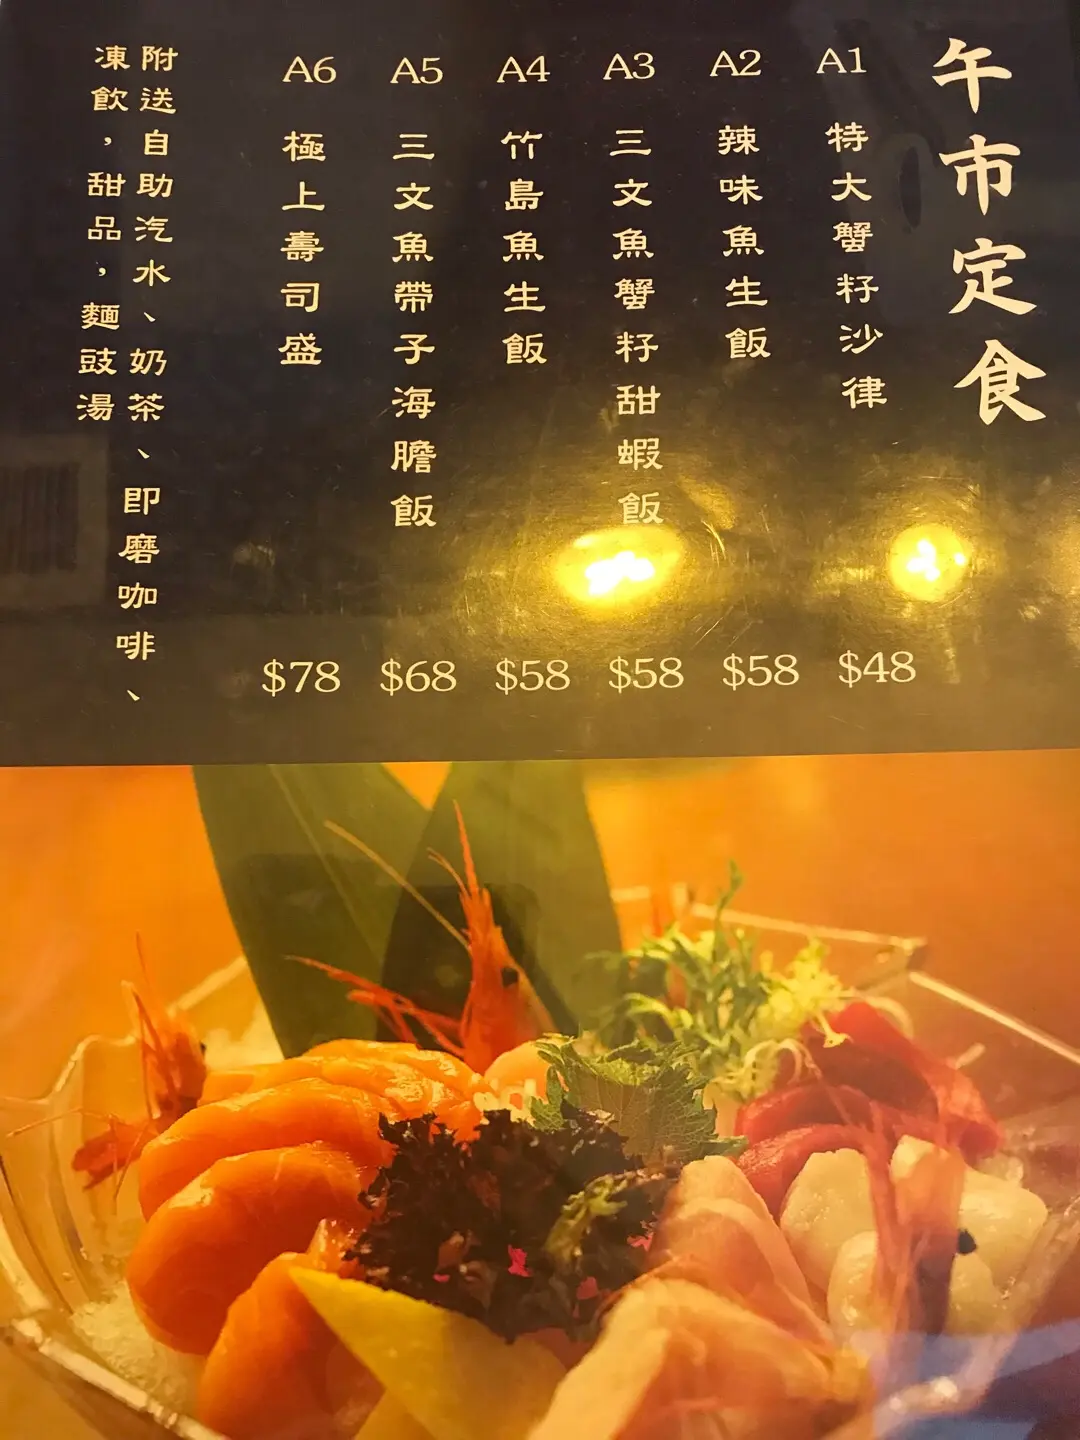 午市定食
A1 特大蟹籽沙律 $48
A2 辣味魚生飯 $58
A3 三文魚蟹籽甜蝦飯 $58
A4 竹島魚生飯 $58
A5 三文魚帶子海膽飯 $68
A6 極上壽司盛 $78
附送自助汽水、奶茶、即磨咖啡、
凍飲，甜品，麵豉湯